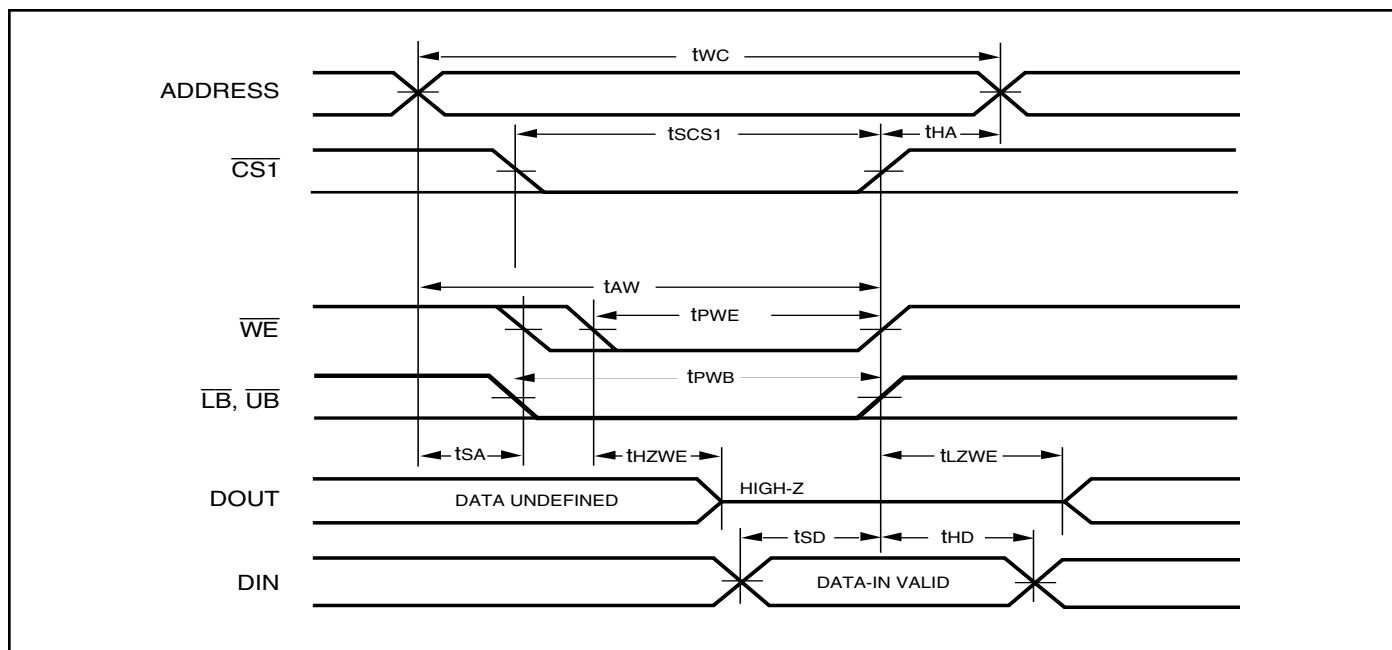 tWC
ADDRESS
tSCS1
tHA
CS1
tAW
WE
tPWE
tPWB
LB, UB
tSA
tHZWE
tLZWE
DOUT
DATA UNDEFINED
HIGH-Z
tSD
tHD
DIN
DATA-IN VALID